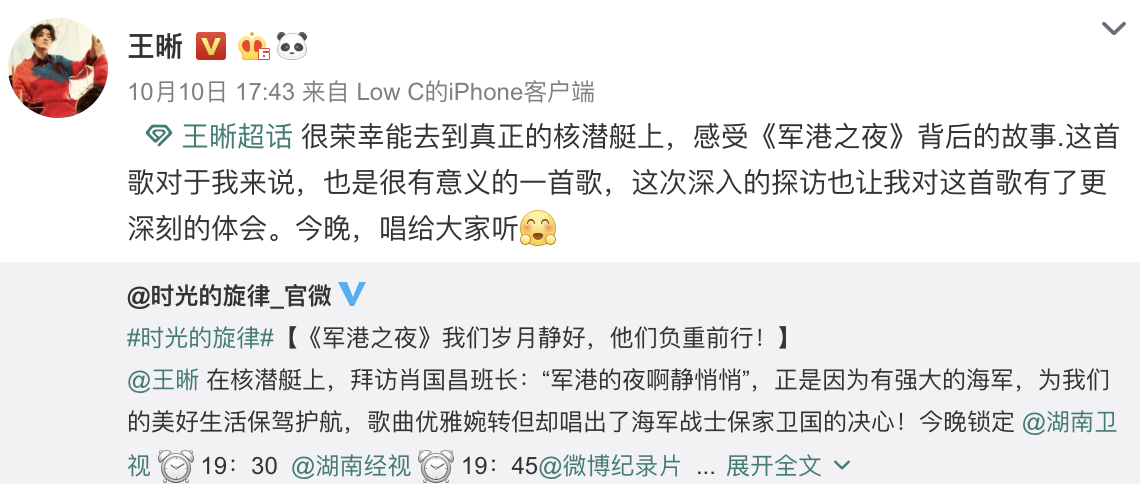 王晰
10月10日 17:43 来自 Low C的iPhone客户端
王晰超话 很荣幸能去到真正的核潜艇上，感受《军港之夜》背后的故事.这首
歌对于我来说，也是很有意义的一首歌，这次深入的探访也让我对这首歌有了更
深刻的体会。今晚，唱给大家听
@时光的旋律_官微
#时光的旋律#【《军港之夜》我们岁月静好，他们负重前行！】
@王晰 在核潜艇上，拜访肖国昌班长：“军港的夜啊静悄悄”，正是因为有强大的海军，为我们
的美好生活保驾护航，歌曲优雅婉转但却唱出了海军战士保家卫国的决心！今晚锁定 @湖南卫
视 19：30 @湖南经视 19：45@微博纪录片 ... 展开全文